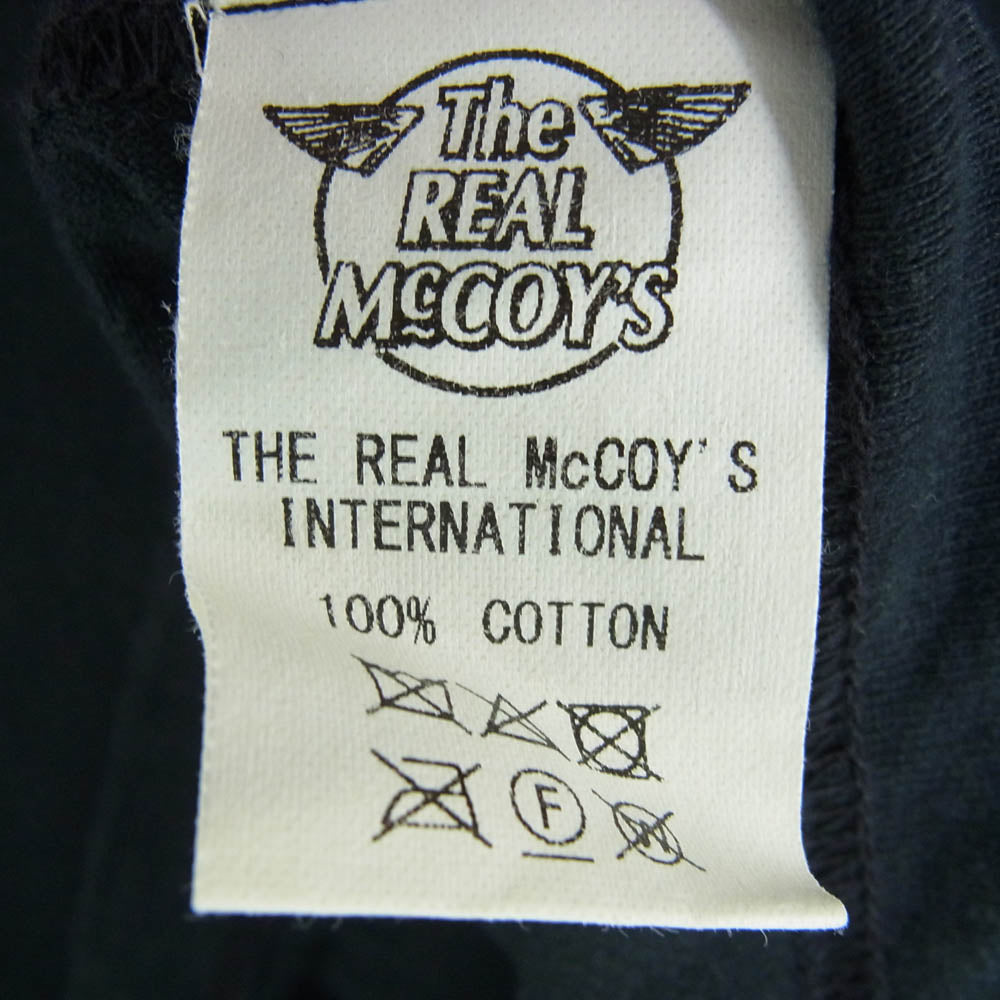 The
REAL
McCOY'S
THE REAL McCOY'S
INTERNATIONAL
100% COTTON
F
W